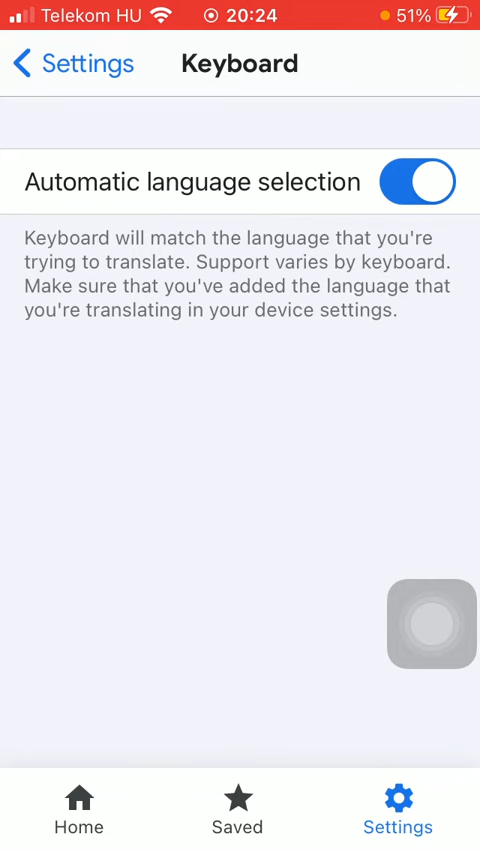 Telekom HU 20:24 51%
Settings Keyboard
Automatic language selection
Keyboard will match the language that you're
trying to translate. Support varies by keyboard.
Make sure that you've added the language that
you're translating in your device settings.
Home Saved Settings